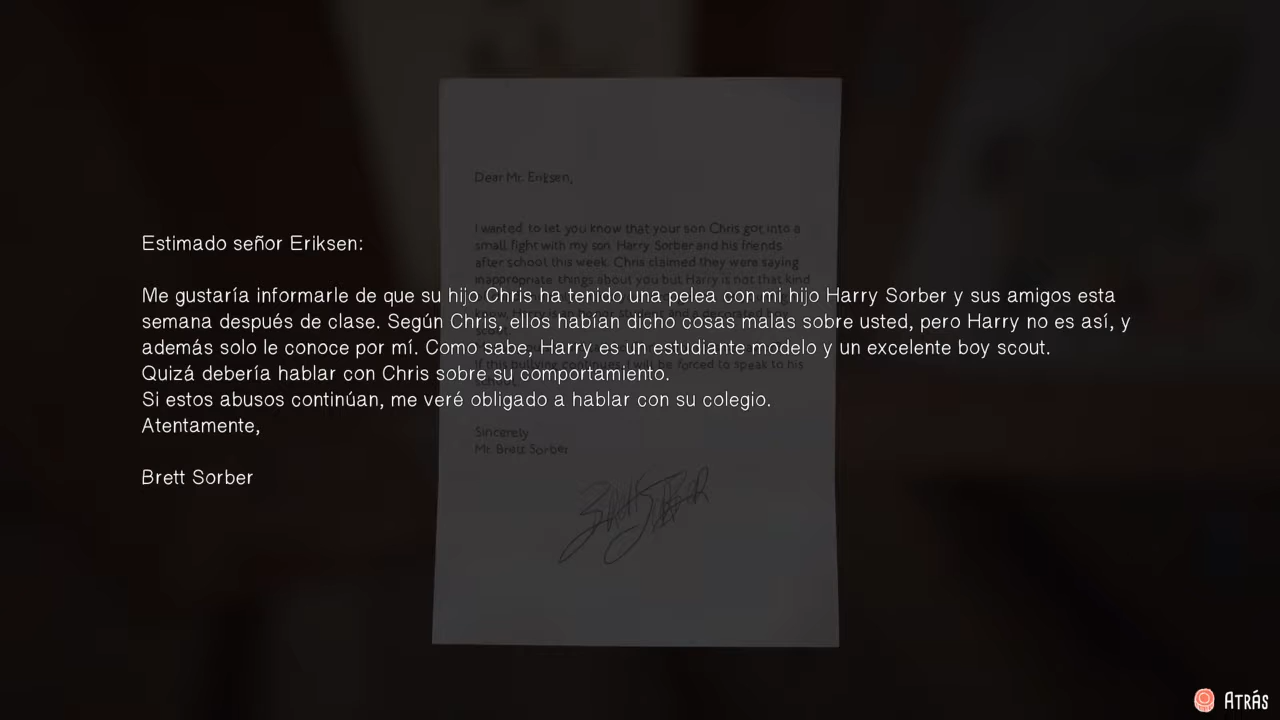 Estimado señor Eriksen:
Me gustaría informarle de que su hijo Chris ha tenido una pelea con mi hijo Harry Sorber y sus amigos esta
semana después de clase. Según Chris, ellos habían dicho cosas malas sobre usted, pero Harry no es así, y
además solo le conoce por mí. Como sabe, Harry es un estudiante modelo y un excelente boy scout.
Quizá debería hablar con Chris sobre su comportamiento.
Si estos abusos continúan, me veré obligado a hablar con su colegio.
Atentamente,
Brett Sorber
Dear Mr. Eriksen,
I wanted to let you know that your son Chris got into a
small fight with my son Harry Sorber and his friends
after school this week. Chris claimed they were saying
inappropriate things about you but Harry is not that kind
If this bullying continues, I will be forced to speak to his
Sincerely
Mr. Brett Sorber
ATRÁS